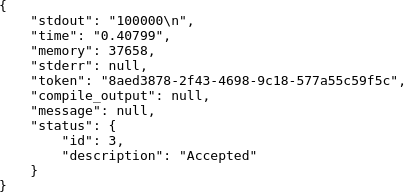 {
    "stdout": "100000\n",
    "time": "0.40799",
    "memory": 37658,
    "stderr": null,
    "token": "8aed3878-2f43-4698-9c18-577a55c59f5c",
    "compile_output": null,
    "message": null,
    "status": {
        "id": 3,
        "description": "Accepted"
    }
}